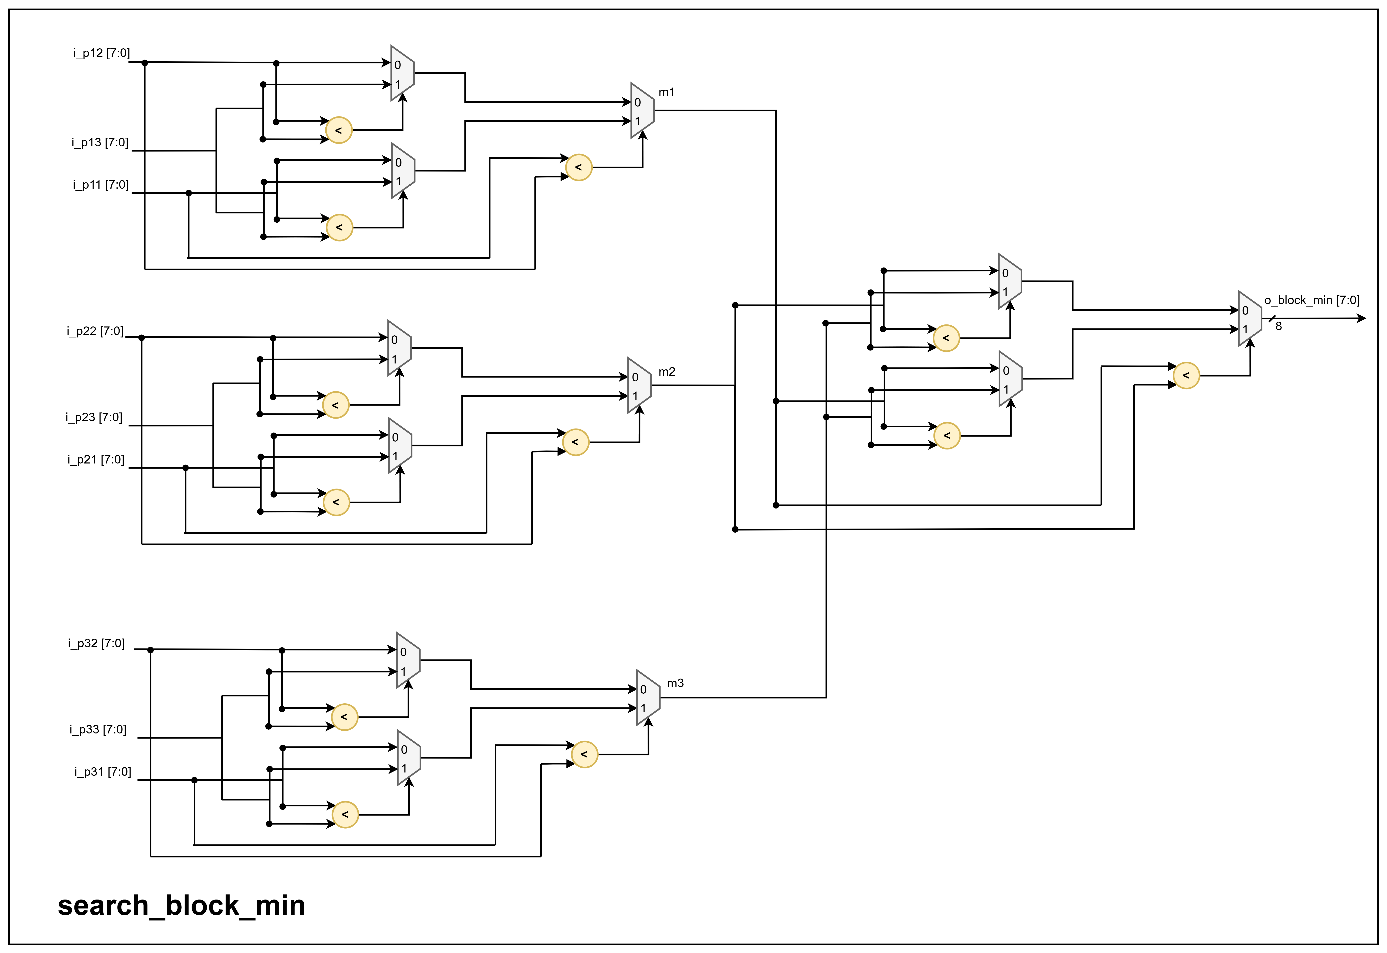 i_p12 [7:0]
0
1
<
i_p13 [7:0]
0
1
<
i_p11 [7:0]
m1
0
1
<
i_p22 [7:0]
0
1
<
i_p23 [7:0]
0
1
<
i_p21 [7:0]
m2
0
1
<
i_p32 [7:0]
0
1
<
i_p33 [7:0]
0
1
<
i_p31 [7:0]
m3
0
1
<
0
1
<
0
1
<
o_block_min [7:0]
0
1
8
<
search_block_min